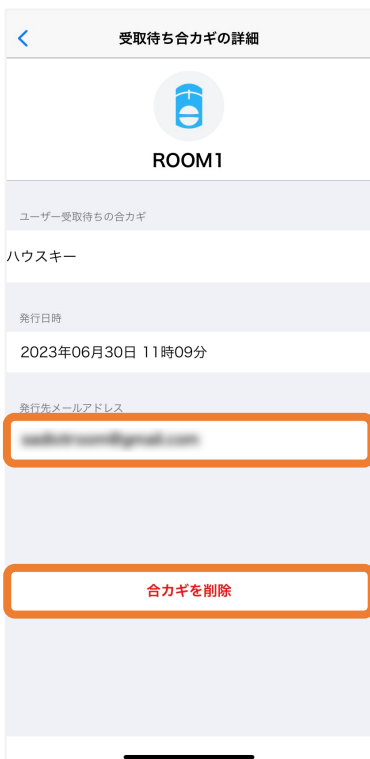 受取待ち合カギの詳細
ROOM1
ユーザー受取待ちの合カギ
ハウスキー
発行日時
2023年06月30日 11時09分
発行先メールアドレス
合カギを削除